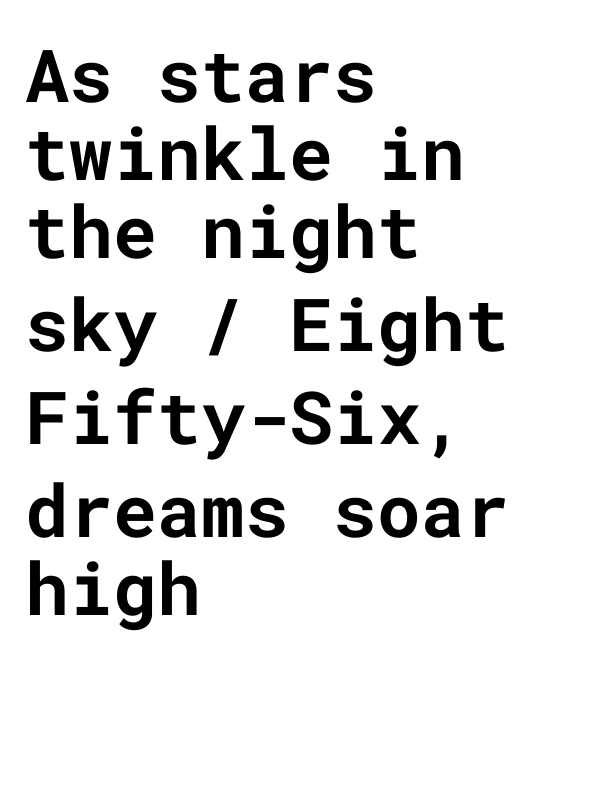 As stars
twinkle in
the night
sky / Eight
Fifty-Six,
dreams soar
high